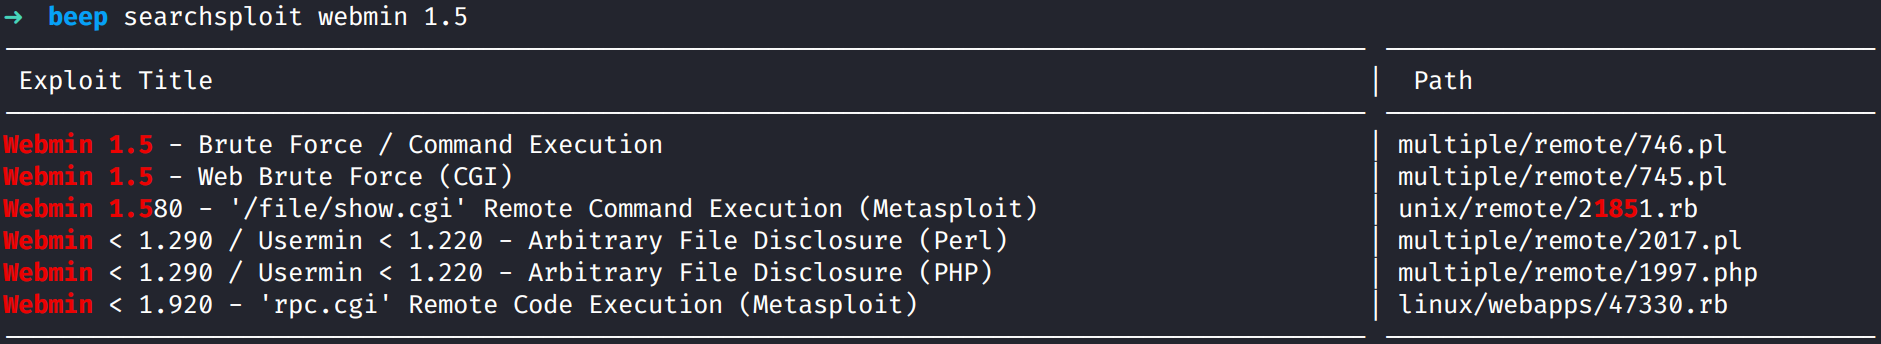 → beep searchsploit webmin 1.5
Exploit Title | Path
Webmin 1.5 - Brute Force / Command Execution | multiple/remote/746.pl
Webmin 1.5 - Web Brute Force (CGI) | multiple/remote/745.pl
Webmin 1.580 - '/file/show.cgi' Remote Command Execution (Metasploit) | unix/remote/21851.rb
Webmin < 1.290 / Usermin < 1.220 - Arbitrary File Disclosure (Perl) | multiple/remote/2017.pl
Webmin < 1.290 / Usermin < 1.220 - Arbitrary File Disclosure (PHP) | multiple/remote/1997.php
Webmin < 1.920 - 'rpc.cgi' Remote Code Execution (Metasploit) | linux/webapps/47330.rb